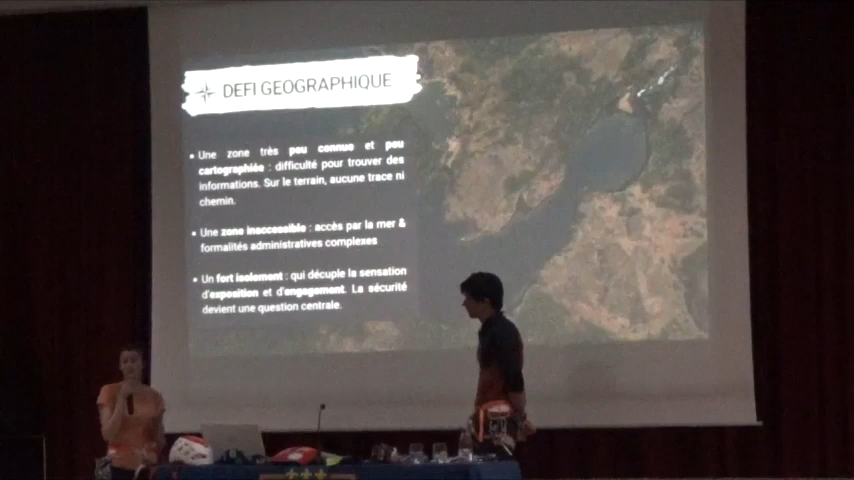 DEFI GEOGRAPHIQUE
• Une zone très peu connue et peu
cartographiée : difficulté pour trouver des
informations. Sur le terrain, aucune trace ni
chemin.
• Une zone inaccessible : accès par la mer &
formalités administratives complexes
• Un fort isolement : qui décuple la sensation
d'exposition et d'engagement. La sécurité
devient une question centrale.